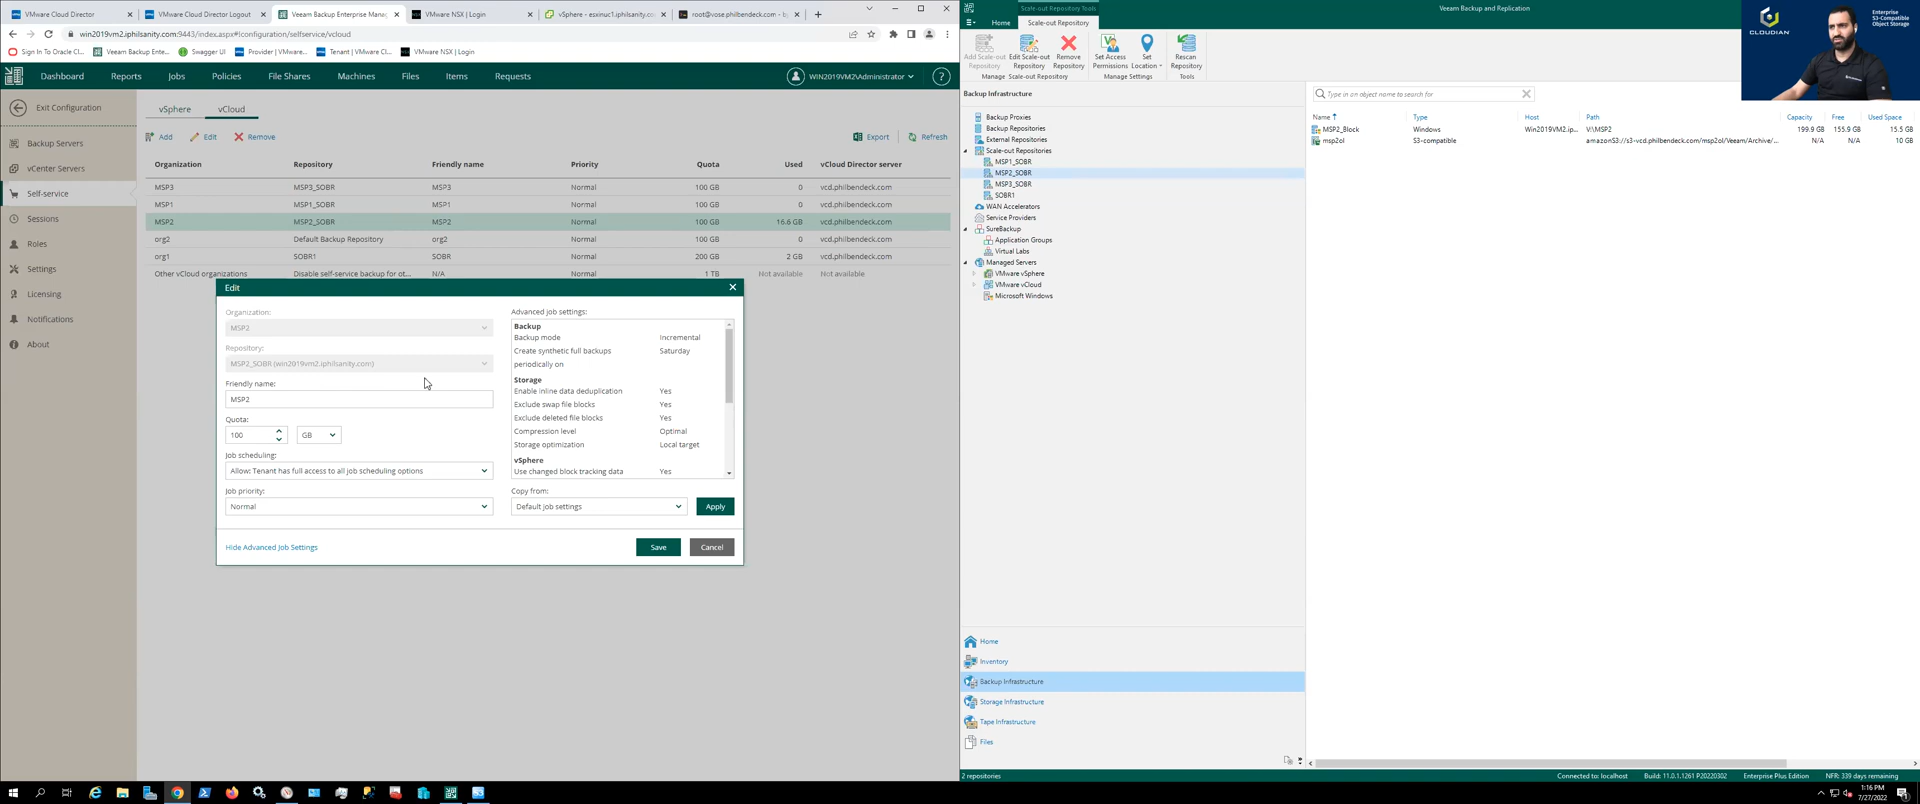 VMware Cloud Director
VMware Cloud Director Logout
Veeam Backup Enterprise Mana
VMware NSX | Login
vSphere - esxinuc1.iphilsanity.co
root@vose.philbendeck.com - b
win2019vm2.iphilsanity.com:9443/index.aspx#!configuration/selfservice/vcloud
Sign In To Oracle Cl...
Veeam Backup Ente...
Swagger UI
Provider | VMware...
Tenant | VMware Cl...
VMware NSX | Login
Dashboard
Reports
Jobs
Policies
File Shares
Machines
Files
Items
Requests
WIN2019VM2\Administrator
?
Exit Configuration
Backup Servers
vCenter Servers
Self-service
Sessions
Roles
Settings
Licensing
Notifications
About
vSphere
vCloud
Add
Edit
Remove
Export
Refresh
Organization Repository Friendly name Priority Quota Used vCloud Director server
MSP3 MSP3_SOBR MSP3 Normal 100 GB 0 vcd.philbendeck.com
MSP1 MSP1_SOBR MSP1 Normal 100 GB 0 vcd.philbendeck.com
MSP2 MSP2_SOBR MSP2 Normal 100 GB 16.6 GB vcd.philbendeck.com
org2 Default Backup Repository org2 Normal 100 GB 0 vcd.philbendeck.com
org1 SOBR1 SOBR Normal 200 GB 2 GB vcd.philbendeck.com
Other vCloud organizations Disable self-service backup for ot... N/A Normal 1 TB Not available Not available
Edit
Organization:
MSP2
Repository:
MSP2_SOBR (win2019vm2.iphilsanity.com)
Friendly name:
MSP2
Quota:
100 GB
Job scheduling:
Allow: Tenant has full access to all job scheduling options
Job priority:
Normal
Advanced job settings:
Backup
Backup mode Incremental
Create synthetic full backups Saturday
periodically on
Storage
Enable inline data deduplication Yes
Exclude swap file blocks Yes
Exclude deleted file blocks Yes
Compression level Optimal
Storage optimization Local target
vSphere
Use changed block tracking data Yes
Copy from:
Default job settings
Apply
Hide Advanced Job Settings
Save
Cancel
Scale-out Repository Tools
Veeam Backup and Replication
Home
Scale-out Repository
Add Scale-out Repository
Edit Scale-out Repository
Remove Repository
Set Access Permissions
Set Location
Rescan Repository
Manage Scale-out Repository
Manage Settings
Tools
CLOUDIAN
Enterprise
S3-Compatible
Object Storage
Backup Infrastructure
Backup Proxies
Backup Repositories
External Repositories
Scale-out Repositories
MSP1_SOBR
MSP2_SOBR
MSP3_SOBR
SOBR1
WAN Accelerators
Service Providers
SureBackup
Application Groups
Virtual Labs
Managed Servers
VMware vSphere
VMware vCloud
Microsoft Windows
Home
Inventory
Backup Infrastructure
Storage Infrastructure
Tape Infrastructure
Files
Type in an object name to search for
Name Type Host Path Capacity Free Used Space
MSP2_Block Windows Win2019VM2.ip... V:\MSP2 199.9 GB 155.9 GB 15.5 GB
msp2ol S3-compatible amazonS3://s3-vcd.philbendeck.com/msp2ol/Veeam/Archive/... N/A N/A 10 GB
2 repositories
Connected to: localhost
Build: 11.0.1.1261 P20220302
Enterprise Plus Edition
NFR: 339 days remaining
1:16 PM
7/27/2022